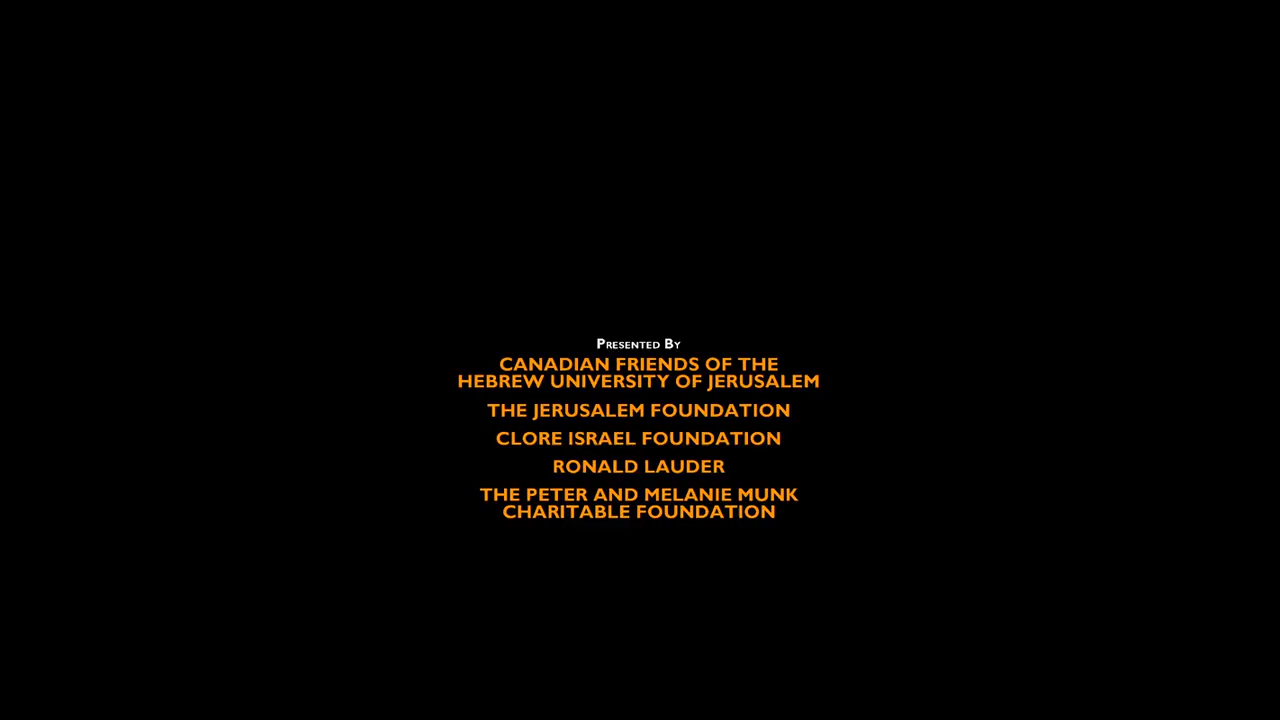 Presented By
CANADIAN FRIENDS OF THE
HEBREW UNIVERSITY OF JERUSALEM
THE JERUSALEM FOUNDATION
CLORE ISRAEL FOUNDATION
RONALD LAUDER
THE PETER AND MELANIE MUNK
CHARITABLE FOUNDATION